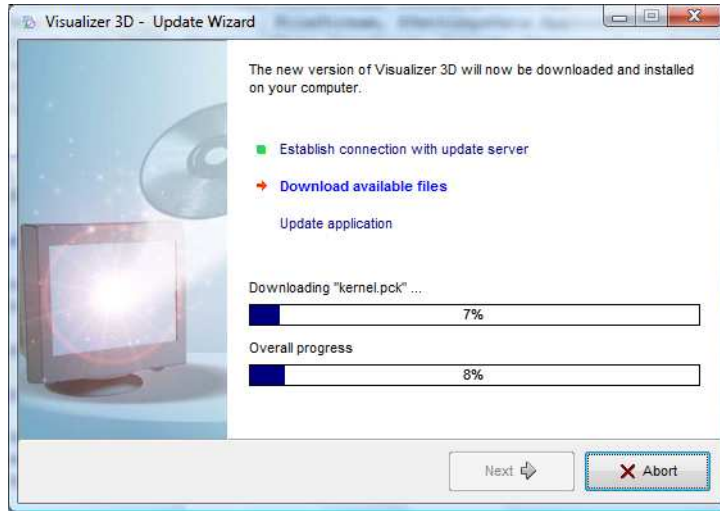 Visualizer 3D - Update Wizard
The new version of Visualizer 3D will now be downloaded and installed
on your computer.
Establish connection with update server
Download available files
Update application
Downloading "kernel.pck" ...
7%
Overall progress
8%
Next
Abort